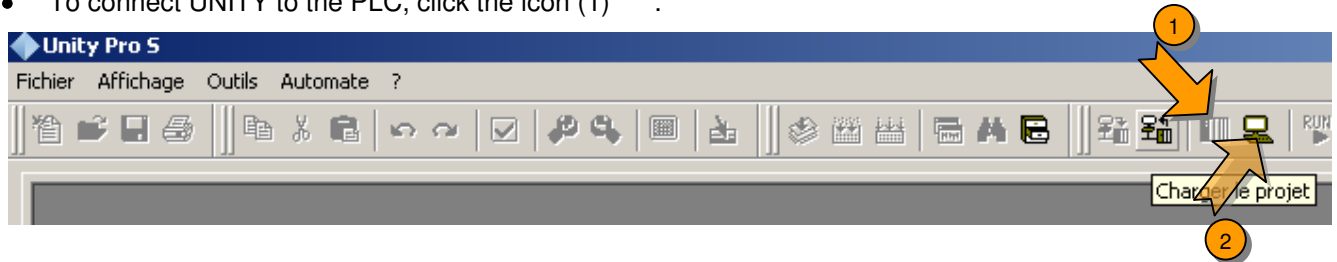 • To connect UNITY to the PLC, click the icon (1) .
1
Unity Pro S
Fichier Affichage Outils Automate ?
RUN
Charger le projet
2